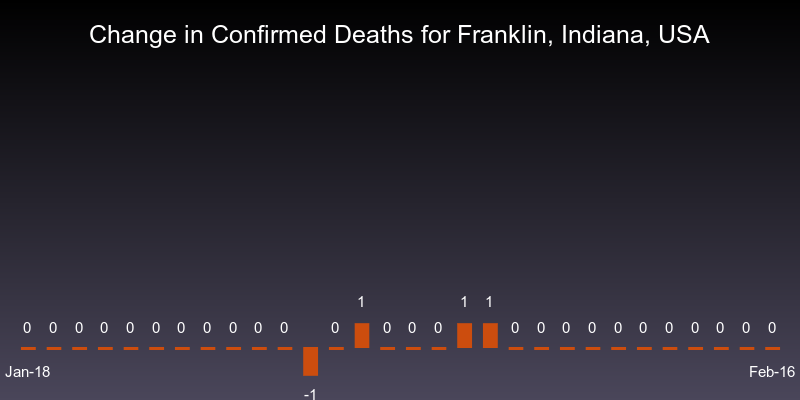 Change in Confirmed Deaths for Franklin, Indiana, USA
1 1 1
0 0 0 0 0 0 0 0 0 0 0 0 0 0 0 0 0 0 0 0 0 0 0 0 0 0
Jan-18 Feb-16
-1